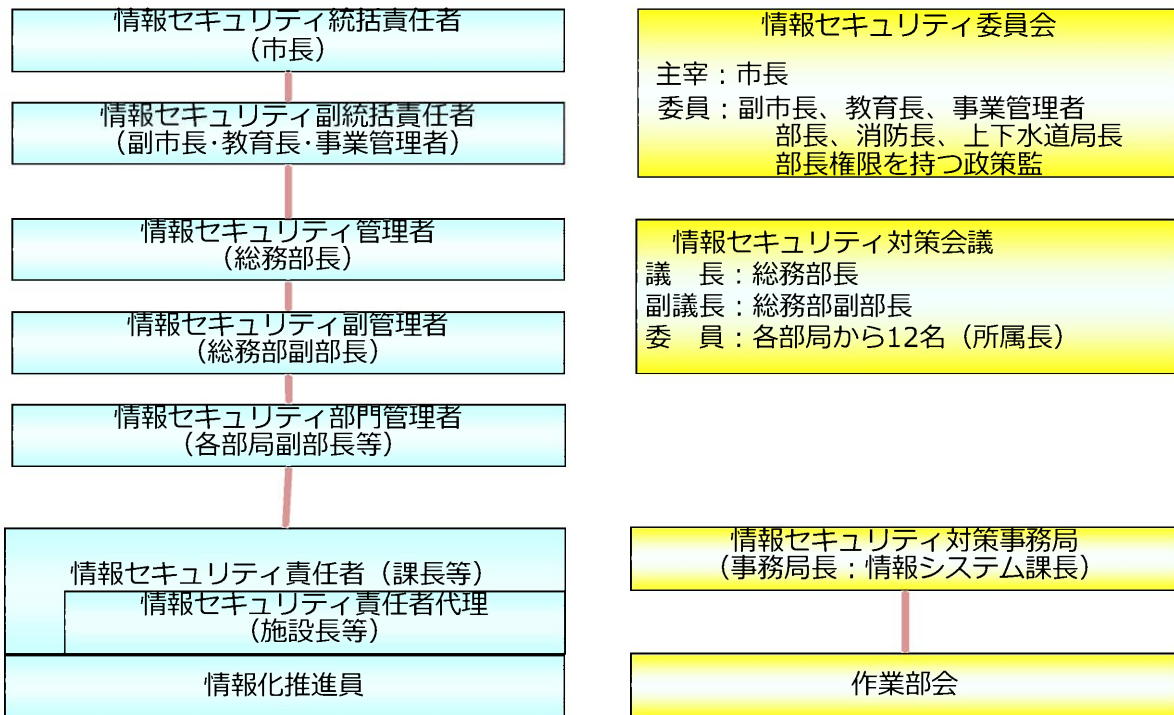 情報セキュリティ統括責任者
（市長）
情報セキュリティ副統括責任者
（副市長･教育長･事業管理者）
情報セキュリティ管理者
（総務部長）
情報セキュリティ副管理者
（総務部副部長）
情報セキュリティ部門管理者
（各部局副部長等）
情報セキュリティ責任者（課長等）
情報セキュリティ責任者代理
（施設長等）
情報化推進員
情報セキュリティ委員会
主宰：市長
委員：副市長、教育長、事業管理者
部長、消防長、上下水道局長
部長権限を持つ政策監
情報セキュリティ対策会議
議　長：総務部長
副議長：総務部副部長
委　員：各部局から12名（所属長）
情報セキュリティ対策事務局
（事務局長：情報システム課長）
作業部会